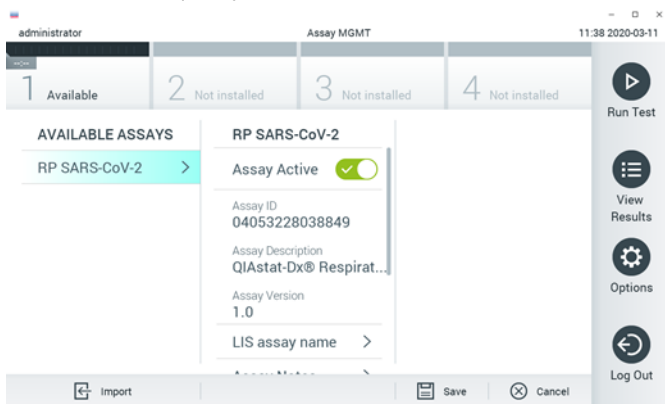 administrator
Assay MGMT
11:38 2020-03-11
--:--
1 Available
2 Not installed
3 Not installed
4 Not installed
Run Test
AVAILABLE ASSAYS
RP SARS-CoV-2
RP SARS-CoV-2
Assay Active
Assay ID
04053228038849
Assay Description
QIAstat-Dx® Respirat...
Assay Version
1.0
LIS assay name
View
Results
Options
Log Out
Import
Save
Cancel